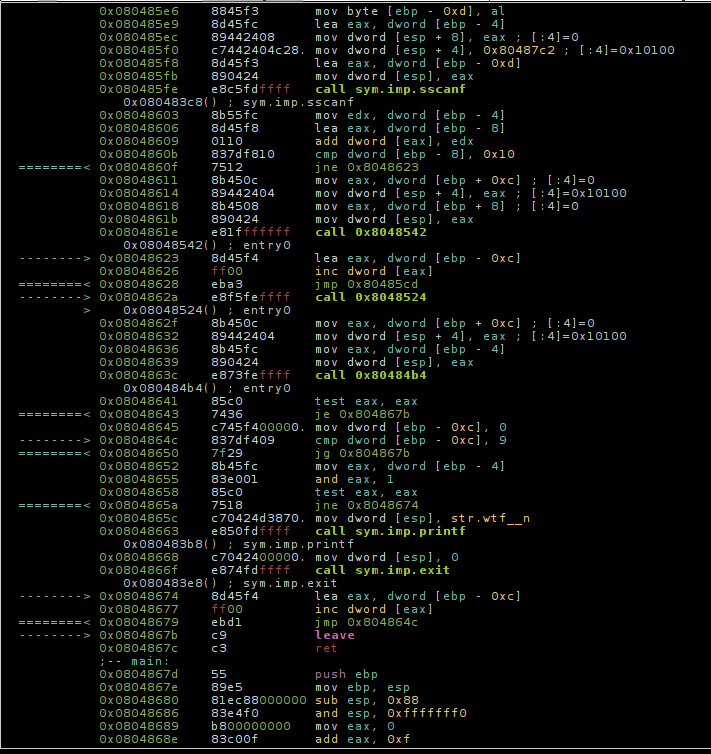 0x080485e6 8845f3 mov byte [ebp - 0xd], al
0x080485e9 8d45fc lea eax, dword [ebp - 4]
0x080485ec 89442408 mov dword [esp + 8], eax ; [:4]=0
0x080485f0 c7442404c28. mov dword [esp + 4], 0x80487c2 ; [:4]=0x10100
0x080485f8 8d45f3 lea eax, dword [ebp - 0xd]
0x080485fb 890424 mov dword [esp], eax
0x080485fe e8c5fdffff call sym.imp.sscanf
0x080483c8() ; sym.imp.sscanf
0x08048603 8b55fc mov edx, dword [ebp - 4]
0x08048606 8d45f8 lea eax, dword [ebp - 8]
0x08048609 0110 add dword [eax], edx
0x0804860b 837df810 cmp dword [ebp - 8], 0x10
========< 0x0804860f 7512 jne 0x8048623
0x08048611 8b450c mov eax, dword [ebp + 0xc] ; [:4]=0
0x08048614 89442404 mov dword [esp + 4], eax ; [:4]=0x10100
0x08048618 8b4508 mov eax, dword [ebp + 8] ; [:4]=0
0x0804861b 890424 mov dword [esp], eax
0x0804861e e81fffffff call 0x8048542
0x08048542() ; entry0
--------> 0x08048623 8d45f4 lea eax, dword [ebp - 0xc]
0x08048626 ff00 inc dword [eax]
========< 0x08048628 eba3 jmp 0x80485cd
--------> 0x0804862a e8f5feffff call 0x8048524
> 0x08048524() ; entry0
0x0804862f 8b450c mov eax, dword [ebp + 0xc] ; [:4]=0
0x08048632 89442404 mov dword [esp + 4], eax ; [:4]=0x10100
0x08048636 8b45fc mov eax, dword [ebp - 4]
0x08048639 890424 mov dword [esp], eax
0x0804863c e873feffff call 0x80484b4
0x080484b4() ; entry0
0x08048641 85c0 test eax, eax
========< 0x08048643 7436 je 0x804867b
0x08048645 c745f400000. mov dword [ebp - 0xc], 0
--------> 0x0804864c 837df409 cmp dword [ebp - 0xc], 9
========< 0x08048650 7f29 jg 0x804867b
0x08048652 8b45fc mov eax, dword [ebp - 4]
0x08048655 83e001 and eax, 1
0x08048658 85c0 test eax, eax
========< 0x0804865a 7518 jne 0x8048674
0x0804865c c70424d3870. mov dword [esp], str.wtf__n
0x08048663 e850fdffff call sym.imp.printf
0x080483b8() ; sym.imp.printf
0x08048668 c7042400000. mov dword [esp], 0
0x0804866f e874fdffff call sym.imp.exit
0x080483e8() ; sym.imp.exit
--------> 0x08048674 8d45f4 lea eax, dword [ebp - 0xc]
0x08048677 ff00 inc dword [eax]
========< 0x08048679 ebd1 jmp 0x804864c
--------> 0x0804867b c9 leave
0x0804867c c3 ret
;-- main:
0x0804867d 55 push ebp
0x0804867e 89e5 mov ebp, esp
0x08048680 81ec88000000 sub esp, 0x88
0x08048686 83e4f0 and esp, 0xfffffff0
0x08048689 b800000000 mov eax, 0
0x0804868e 83c00f add eax, 0xf